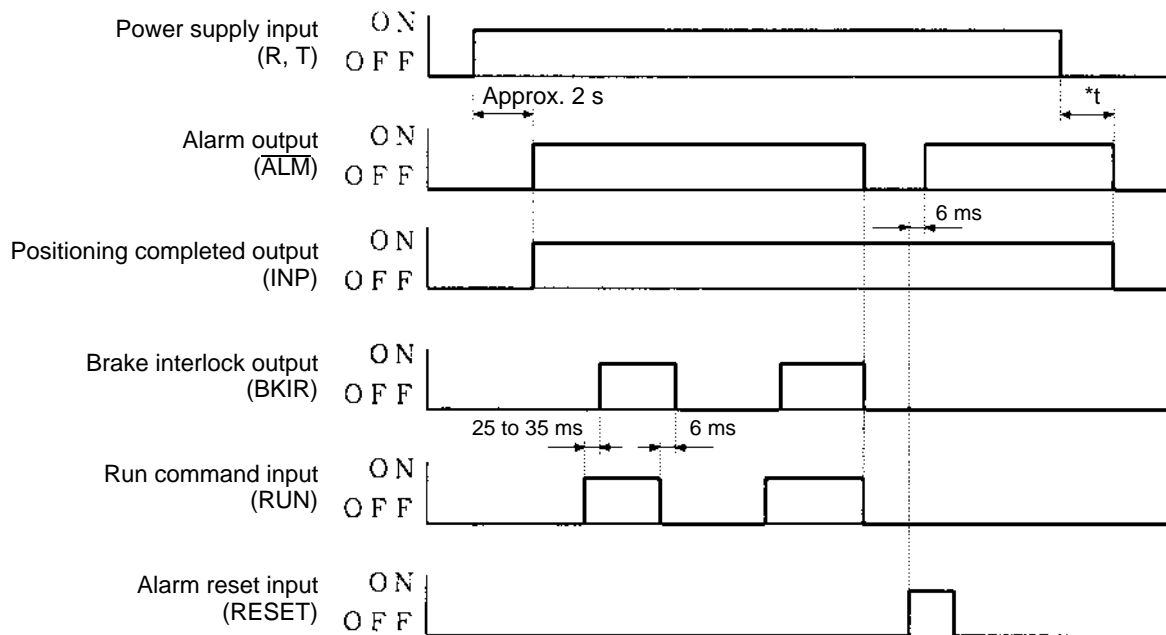 Power supply input
(R, T)
ON
OFF
Approx. 2 s
*t
Alarm output
(ALM)
ON
OFF
6 ms
Positioning completed output
(INP)
ON
OFF
Brake interlock output
(BKIR)
ON
OFF
25 to 35 ms
6 ms
Run command input
(RUN)
ON
OFF
Alarm reset input
(RESET)
ON
OFF